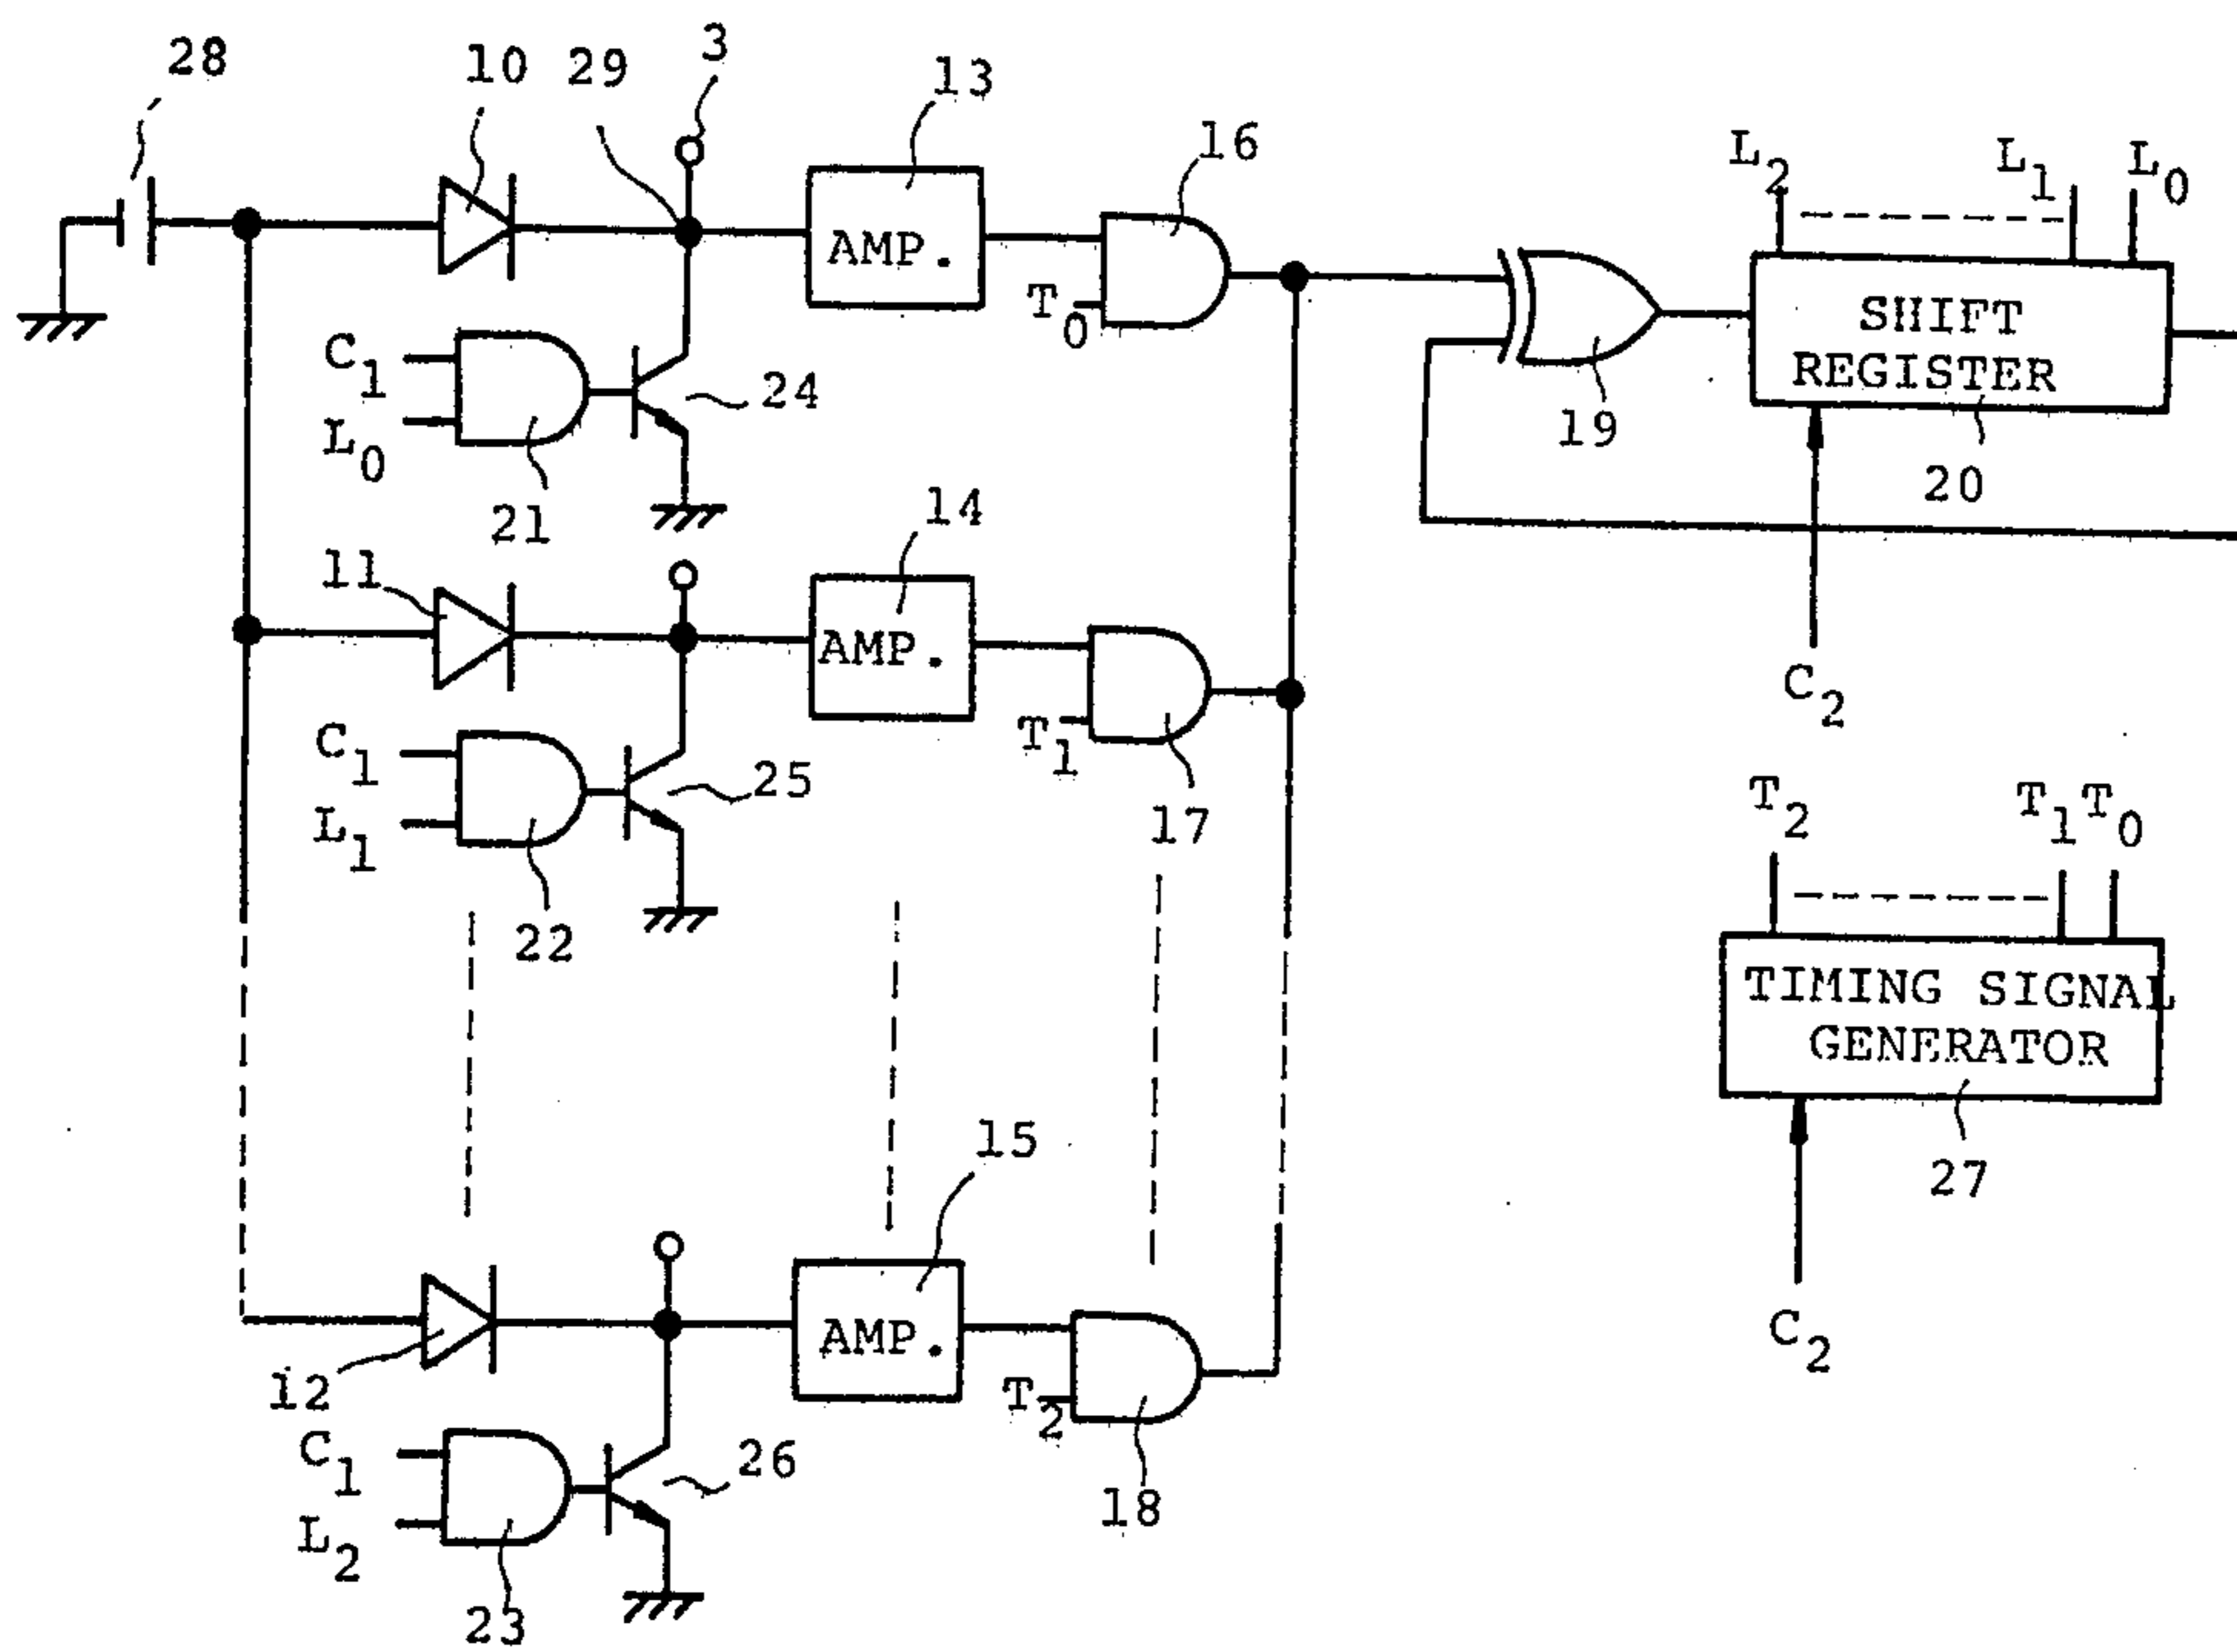 28
10
29
3
13
16
L2
L1
L0
AMP.
T0
SHIFT
REGISTER
C1
L0
24
19
20
21
14
11
AMP.
C2
T1
C1
L1
25
17
T2
T1
T0
22
TIMING SIGNAL
GENERATOR
15
27
AMP.
C2
12
T2
C1
L2
26
18
23